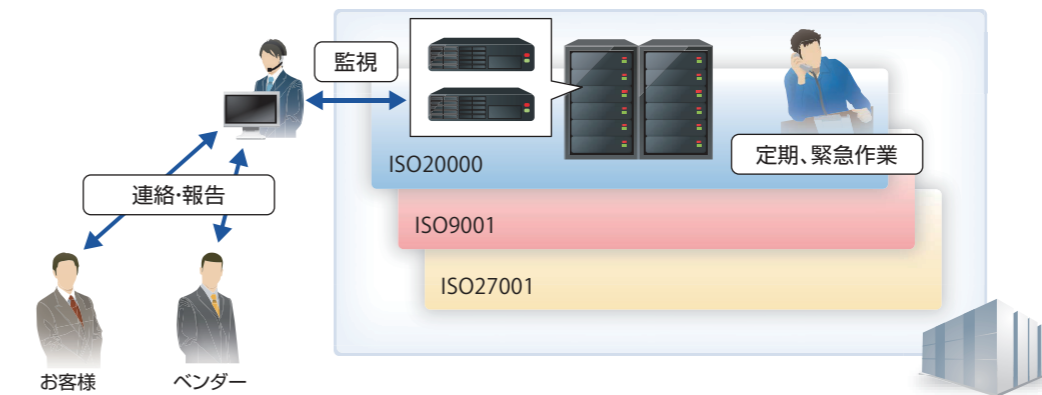 監視
ISO20000
定期、緊急作業
連絡・報告
ISO9001
ISO27001
お客様
ベンダー